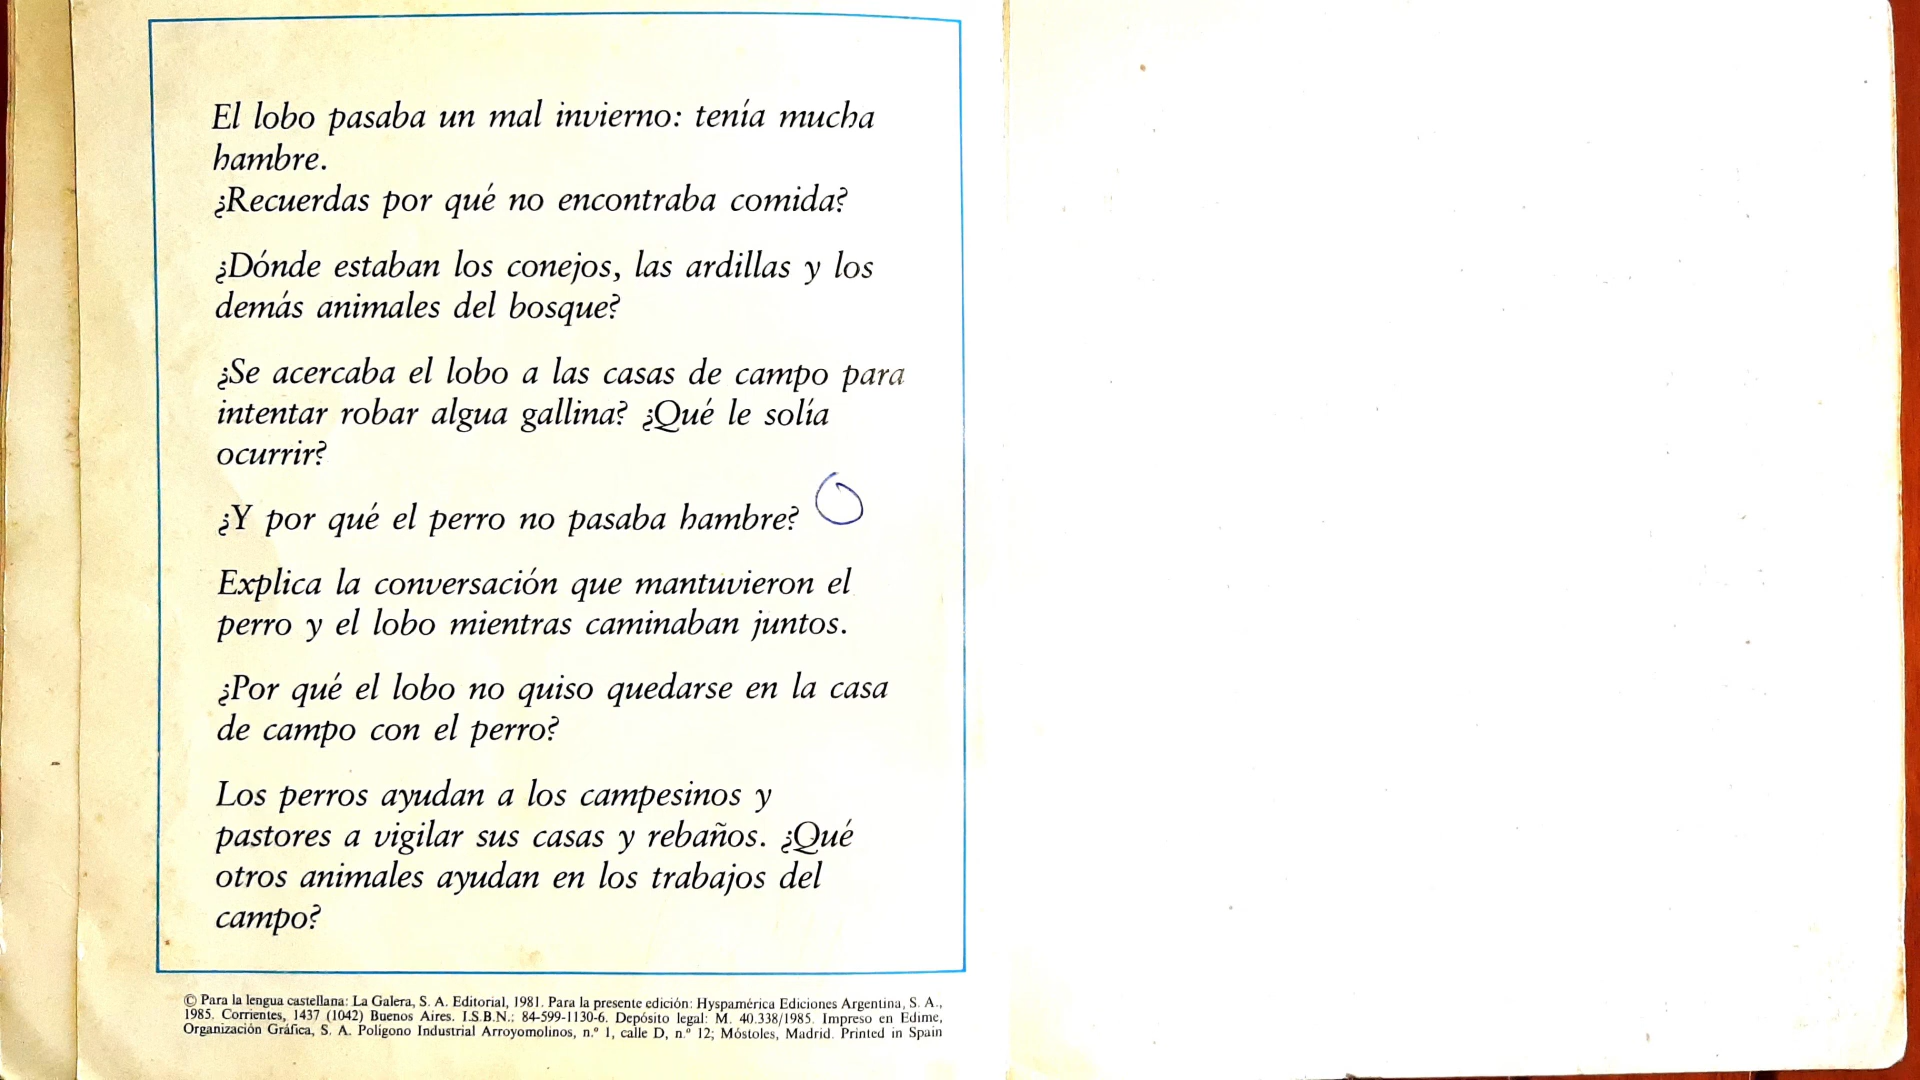 El lobo pasaba un mal invierno: tenía mucha
hambre.
¿Recuerdas por qué no encontraba comida?
¿Dónde estaban los conejos, las ardillas y los
demás animales del bosque?
¿Se acercaba el lobo a las casas de campo para
intentar robar algua gallina? ¿Qué le solía
ocurrir?
¿Y por qué el perro no pasaba hambre?
Explica la conversación que mantuvieron el
perro y el lobo mientras caminaban juntos.
¿Por qué el lobo no quiso quedarse en la casa
de campo con el perro?
Los perros ayudan a los campesinos y
pastores a vigilar sus casas y rebaños. ¿Qué
otros animales ayudan en los trabajos del
campo?
© Para la lengua castellana: La Galera, S. A. Editorial, 1981. Para la presente edición: Hyspamérica Ediciones Argentina, S. A.,
1985. Corrientes, 1437 (1042) Buenos Aires. I.S.B.N.: 84-599-1130-6. Depósito legal: M. 40.338/1985. Impreso en Edime,
Organización Gráfica, S. A. Polígono Industrial Arroyomolinos, n.º 1, calle D, n.º 12; Móstoles, Madrid. Printed in Spain